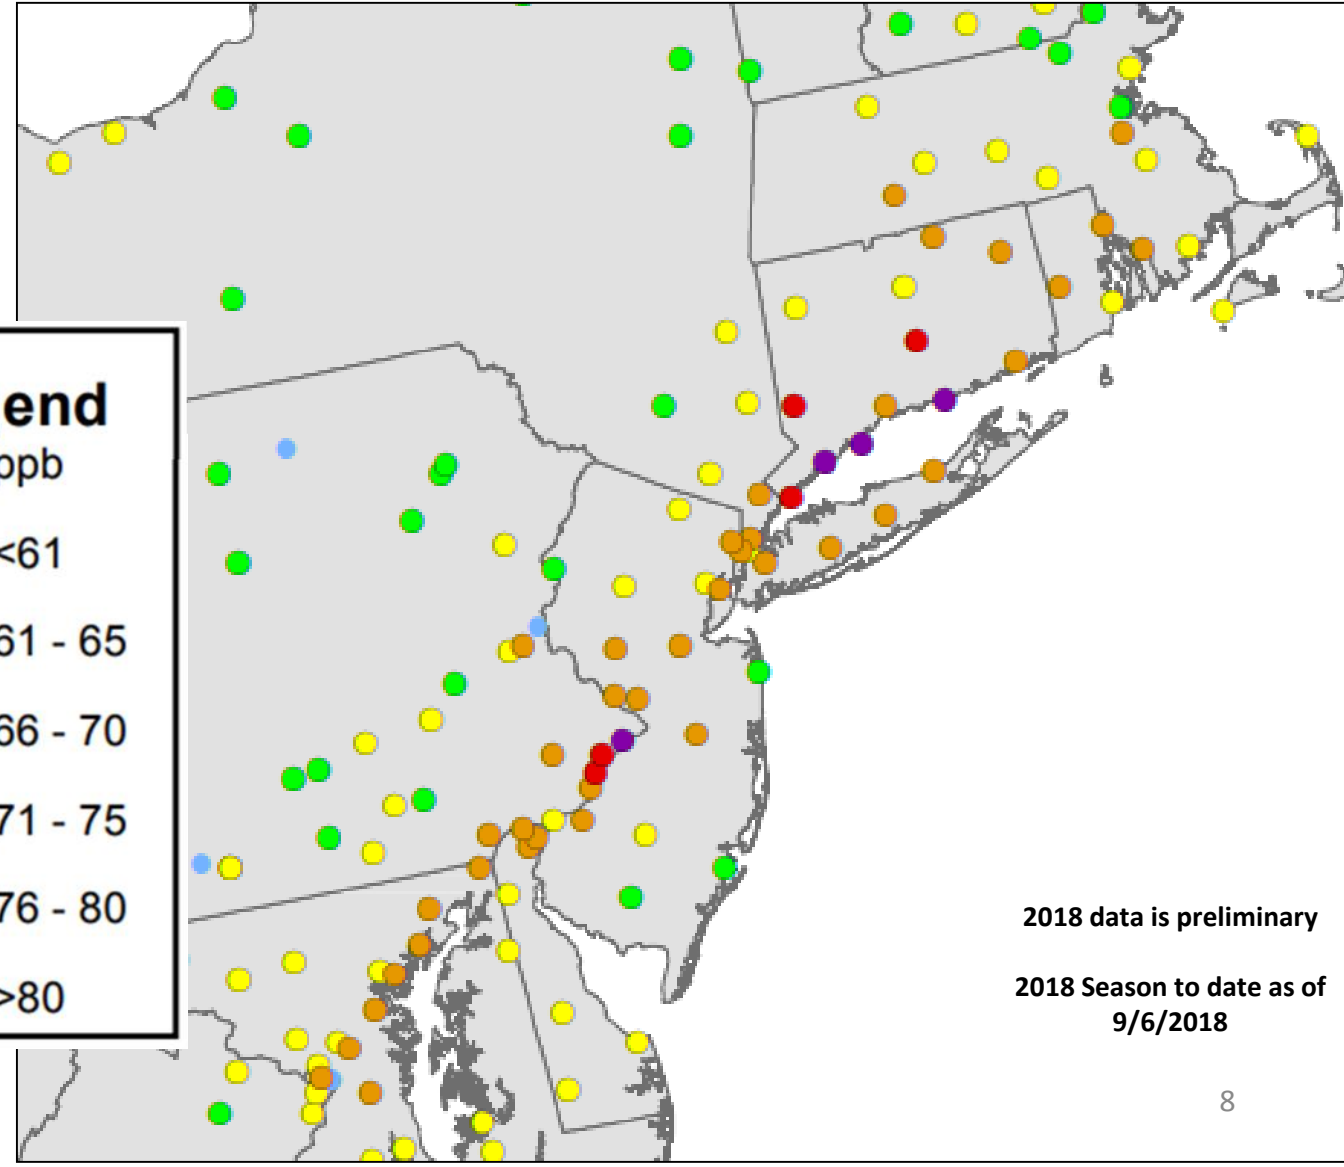 end
ppb
<61
61 - 65
66 - 70
71 - 75
76 - 80
>80
2018 data is preliminary
2018 Season to date as of
9/6/2018
8